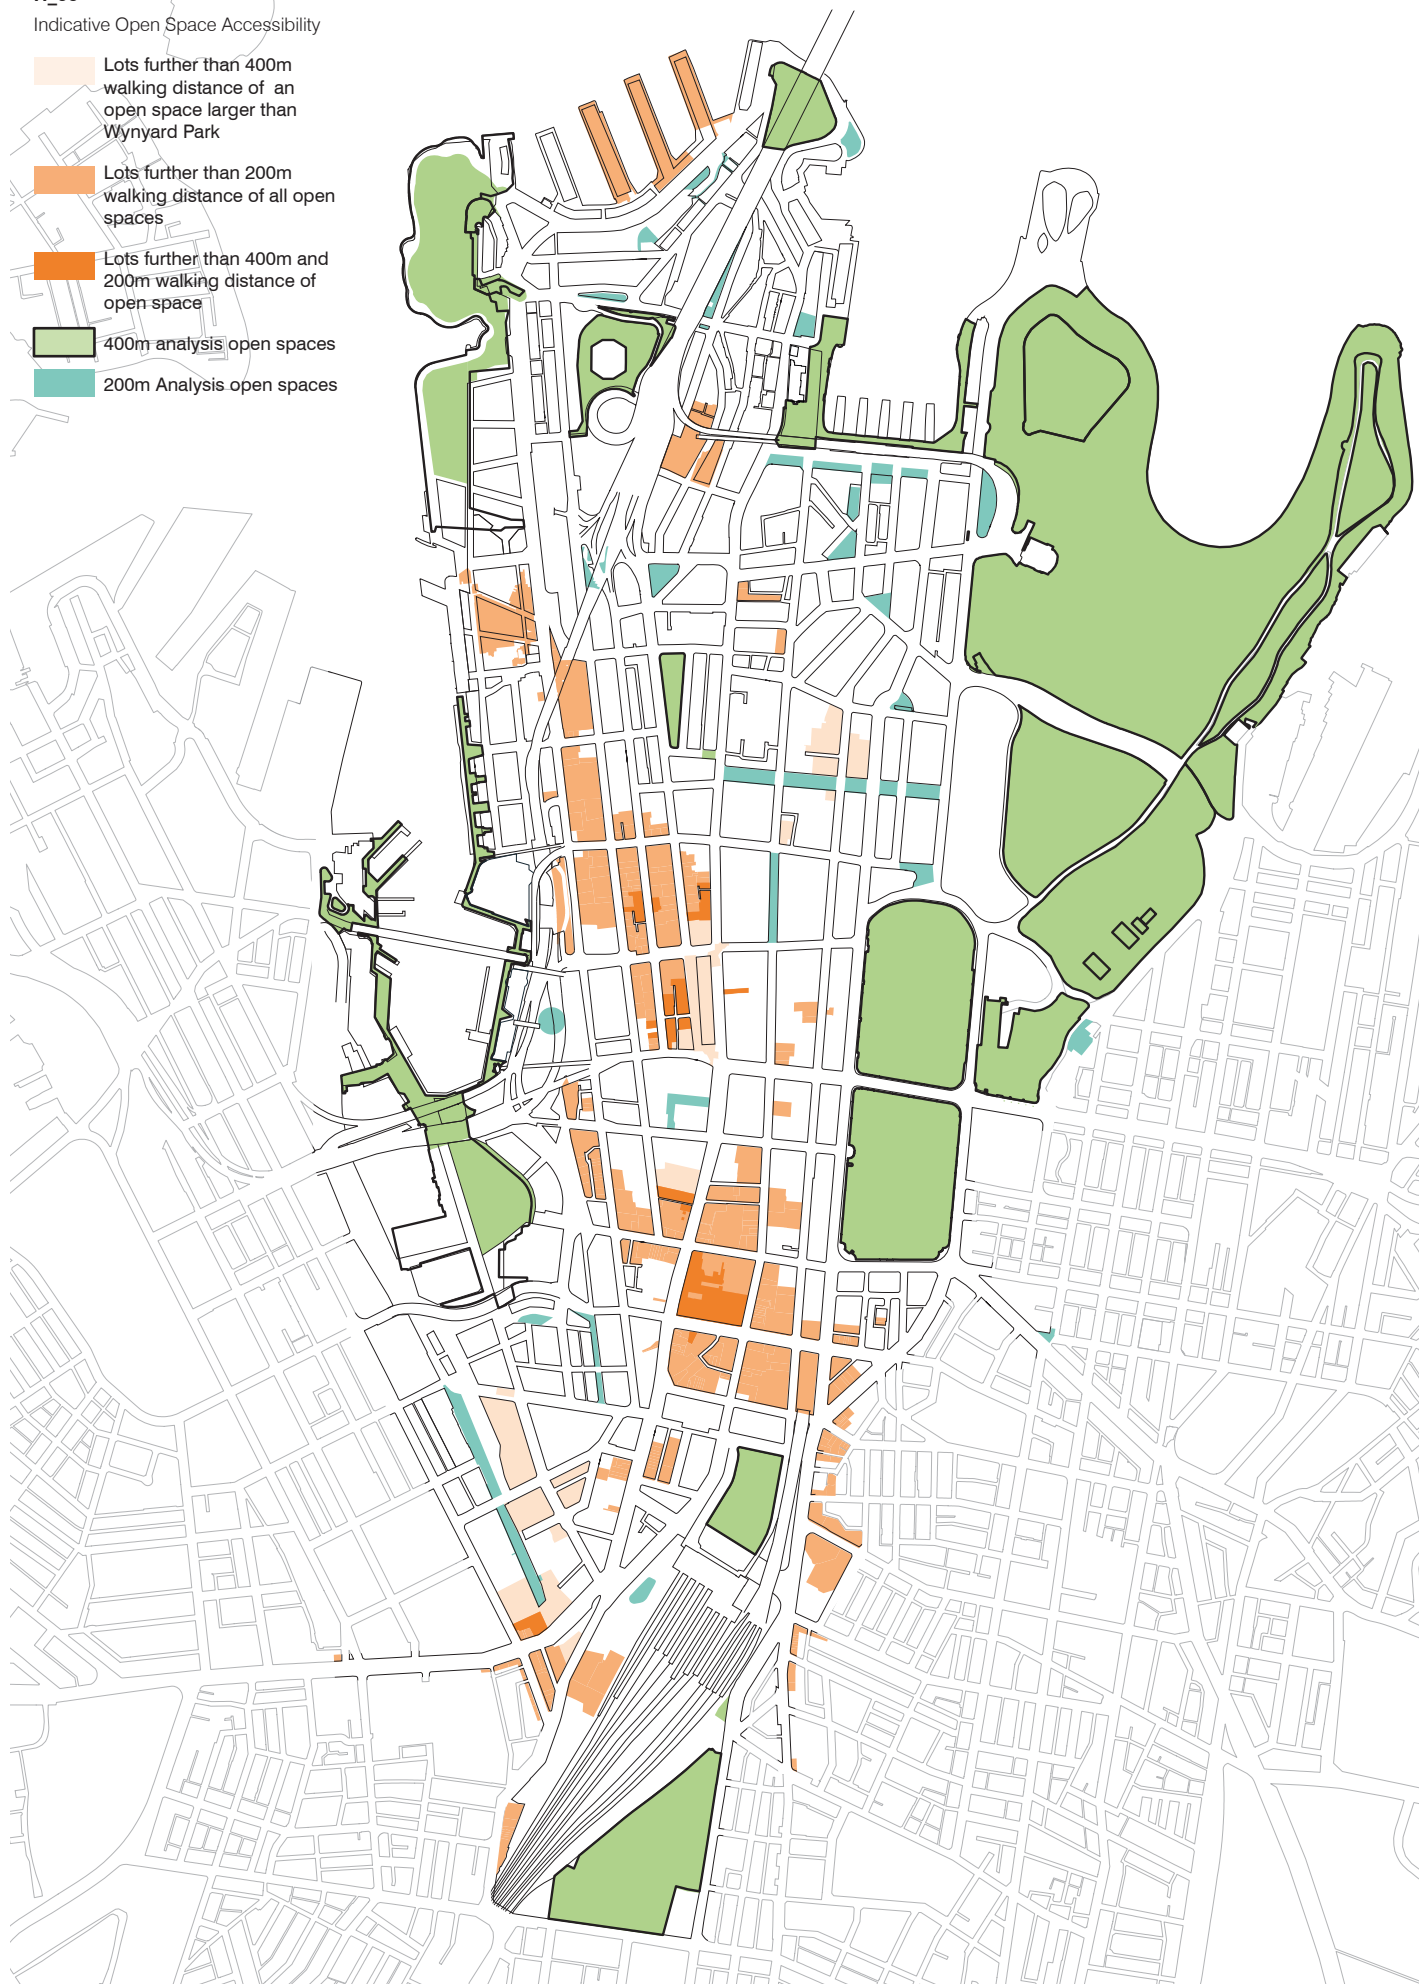 Indicative Open Space Accessibility
Lots further than 400m
walking distance of an
open space larger than
Wynyard Park
Lots further than 200m
walking distance of all open
spaces
Lots further than 400m and
200m walking distance of
open space
400m analysis open spaces
200m Analysis open spaces